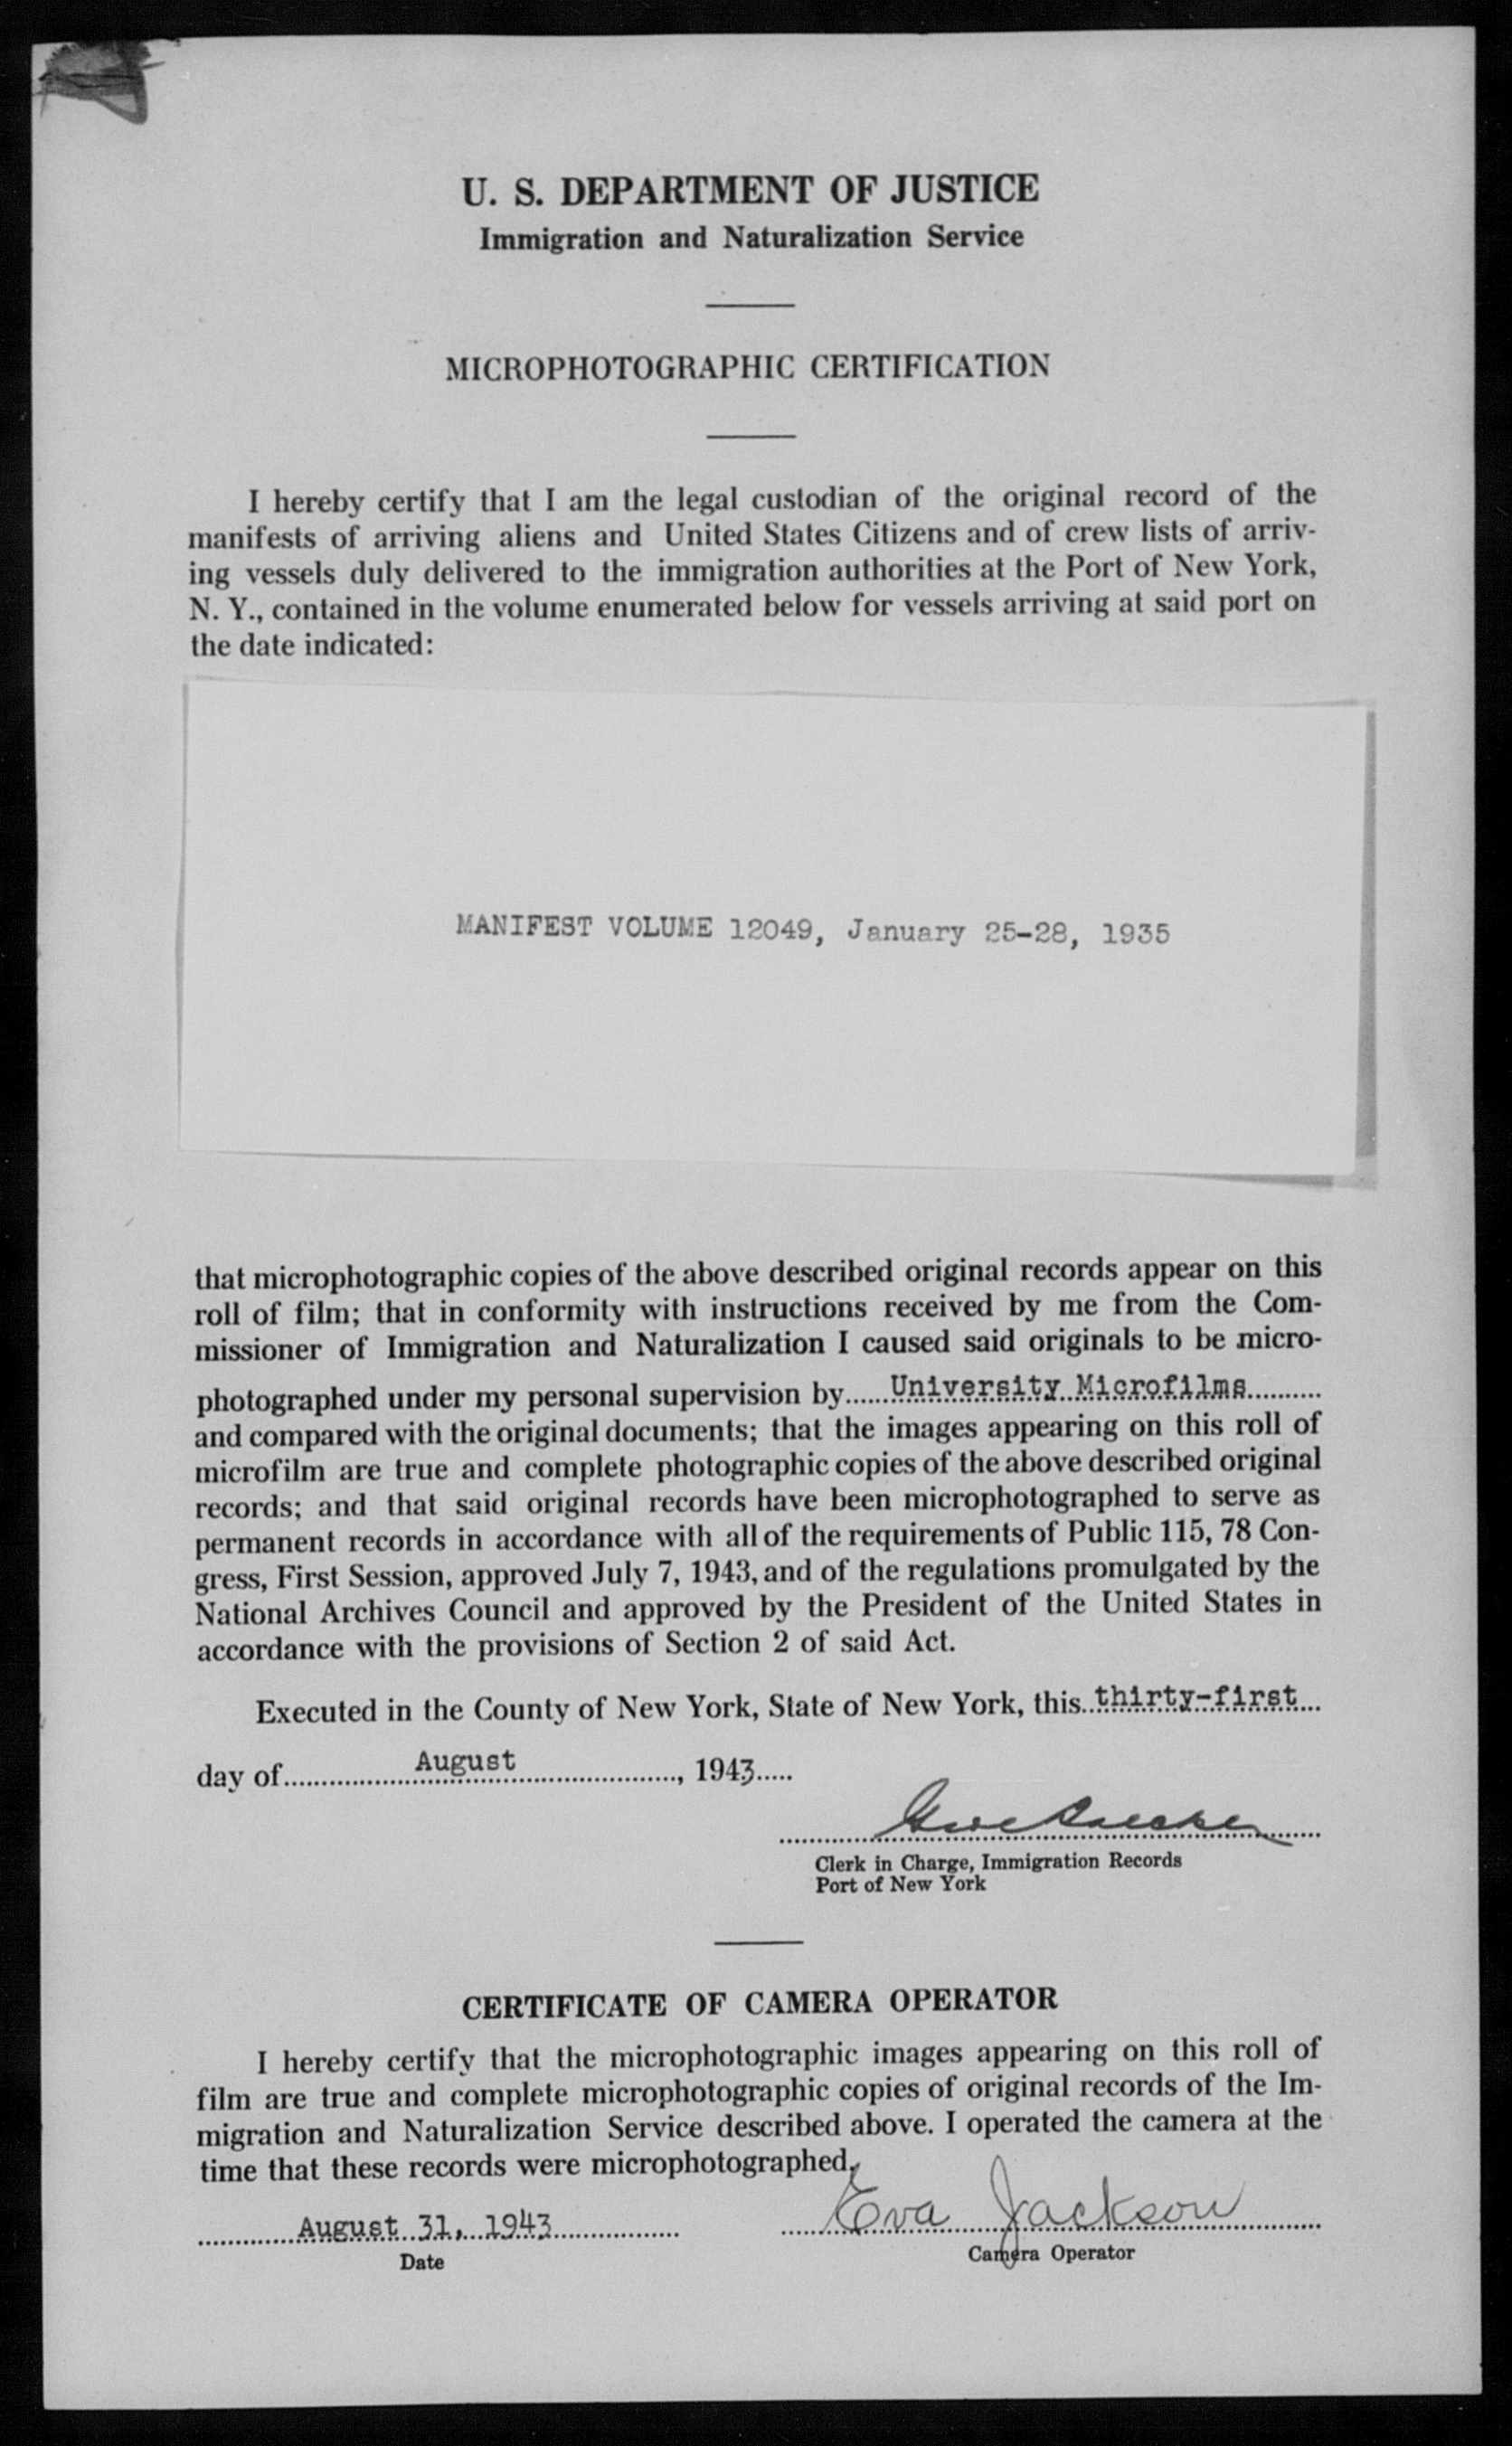 U. S. DEPARTMENT OF JUSTICE
Immigration and Naturalization Service
MICROPHOTOGRAPHIC CERTIFICATION
I hereby certify that I am the legal custodian of the original record of the
manifests of arriving aliens and United States Citizens and of crew lists of arriv-
ing vessels duly delivered to the immigration authorities at the Port of New York,
N. Y., contained in the volume enumerated below for vessels arriving at said port on
the date indicated:
MANIFEST VOLUME 12049, January 25-28, 1935
that microphotographic copies of the above described original records appear on this
roll of film; that in conformity with instructions received by me from the Com-
missioner of Immigration and Naturalization I caused said originals to be micro-
photographed under my personal supervision by University Microfilms
and compared with the original documents; that the images appearing on this roll of
microfilm are true and complete photographic copies of the above described original
records; and that said original records have been microphotographed to serve as
permanent records in accordance with all of the requirements of Public 115, 78 Con-
gress, First Session, approved July 7, 1943, and of the regulations promulgated by the
National Archives Council and approved by the President of the United States in
accordance with the provisions of Section 2 of said Act.
Executed in the County of New York, State of New York, this thirty-first
day of August, 1943
Clerk in Charge, Immigration Records
Port of New York
CERTIFICATE OF CAMERA OPERATOR
I hereby certify that the microphotographic images appearing on this roll of
film are true and complete microphotographic copies of original records of the Im-
migration and Naturalization Service described above. I operated the camera at the
time that these records were microphotographed.
August 31, 1943 Eva Jackson
Date Camera Operator